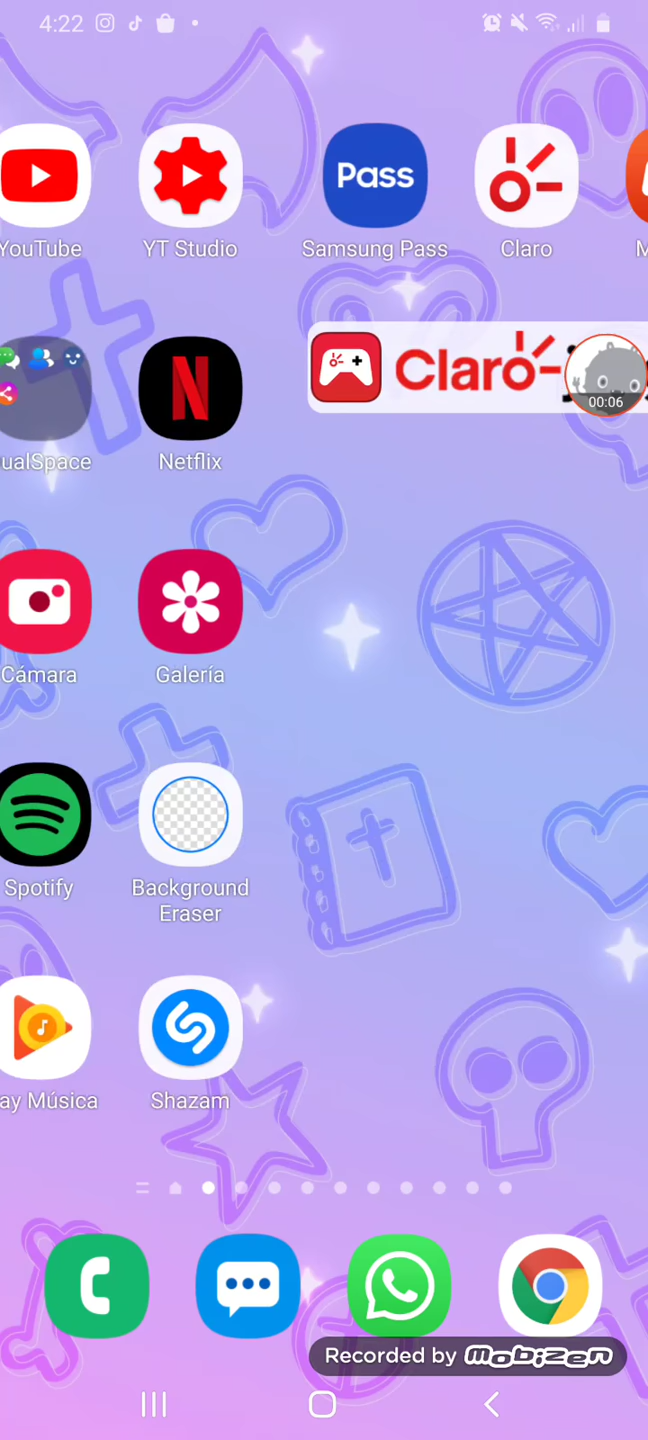 4:22
Pass
YouTube
YT Studio
Samsung Pass
Claro
M
Claro
00:06
ualSpace
Netflix
Cámara
Galería
Spotify
Background
Eraser
ay Música
Shazam
Recorded by mobizen